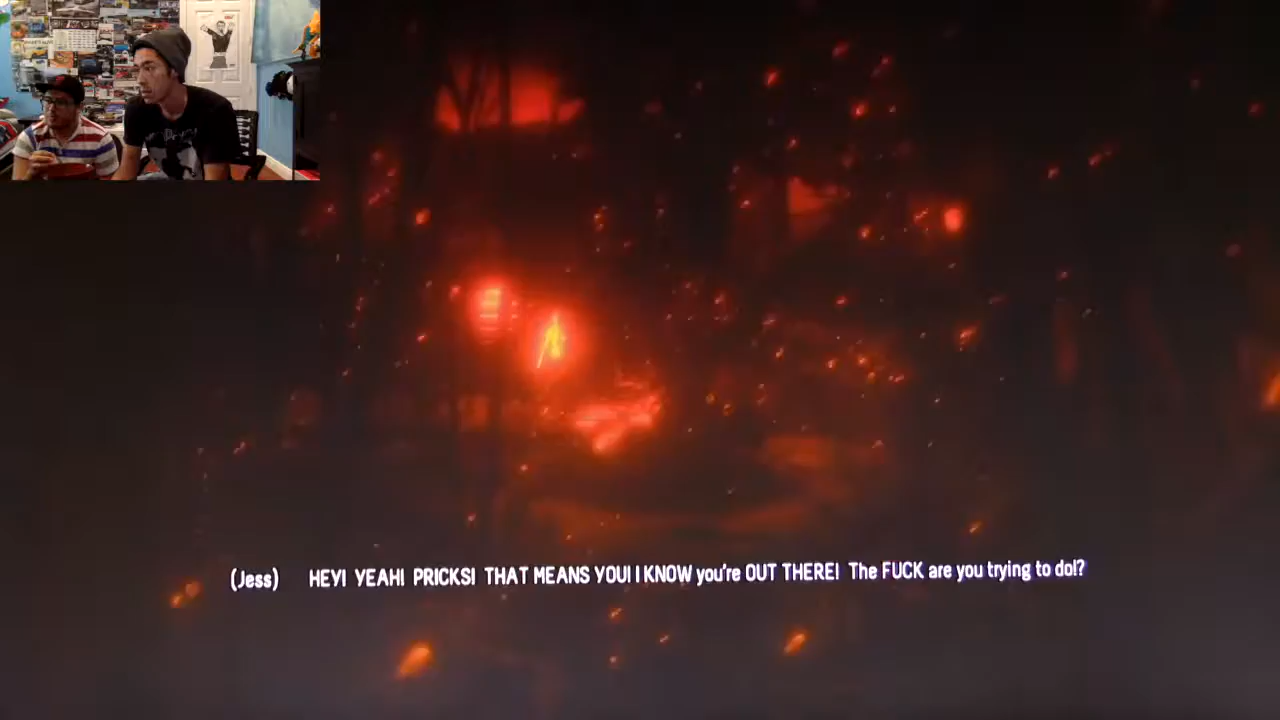 (Jess) HEY! YEAH! PRICKS! THAT MEANS YOU! I KNOW you're OUT THERE! The FUCK are you trying to do!?